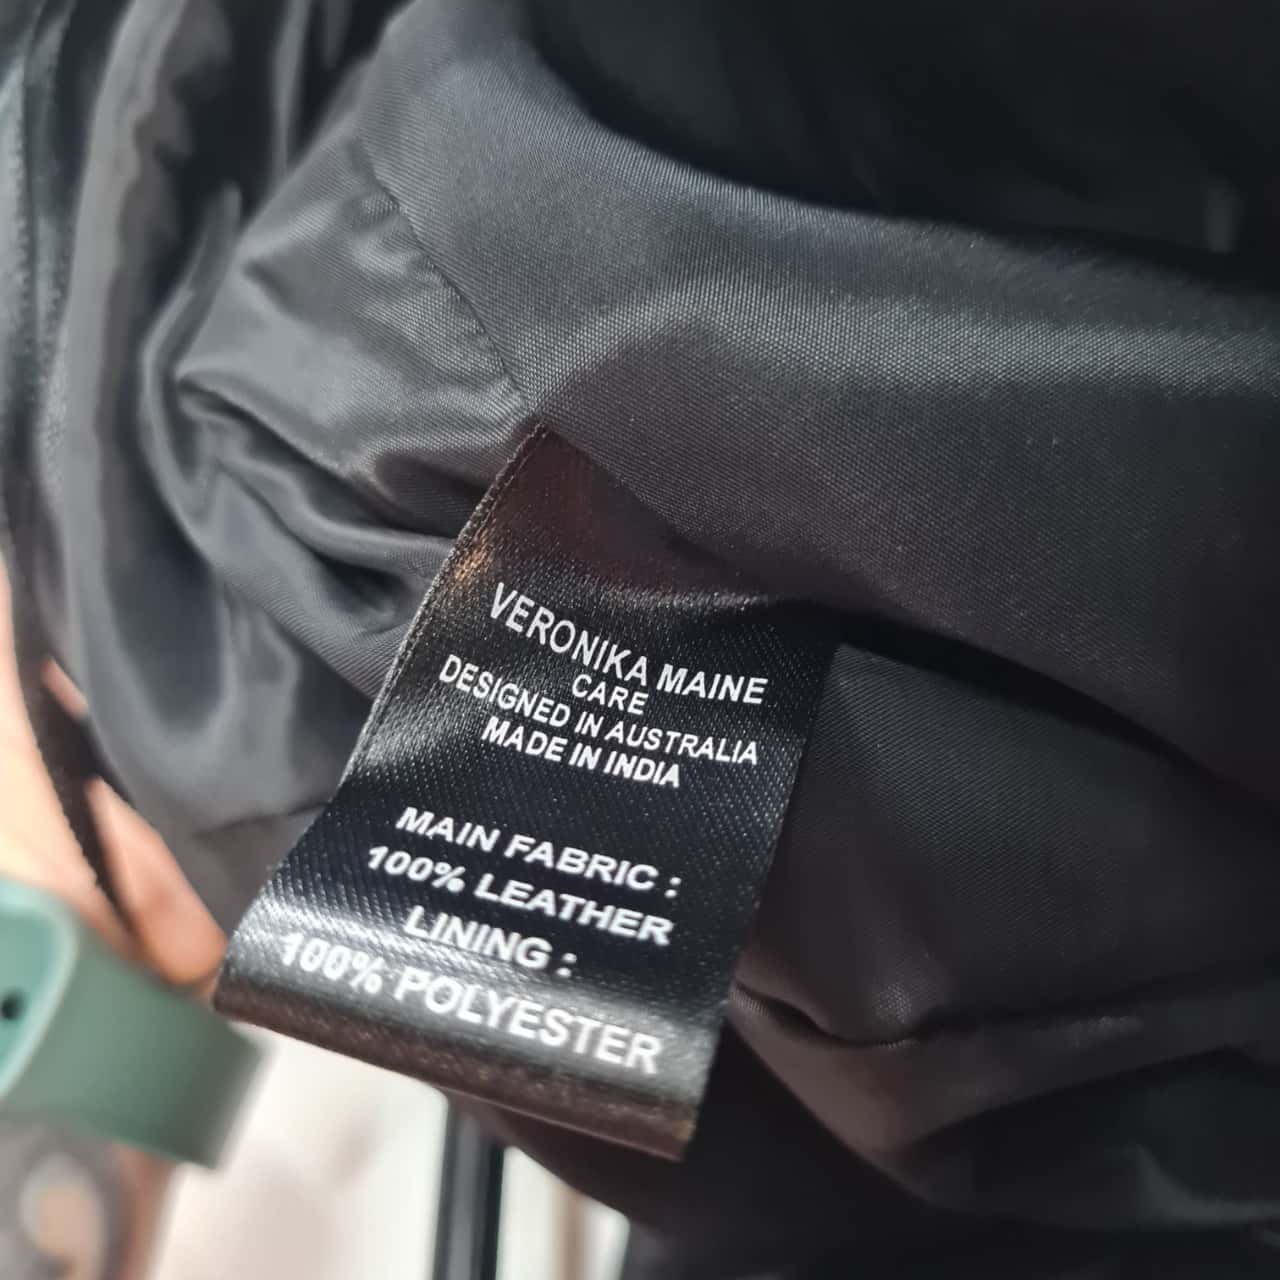 VERONIKA MAINE
CARE
DESIGNED IN AUSTRALIA
MADE IN INDIA
MAIN FABRIC :
100% LEATHER
LINING :
100% POLYESTER